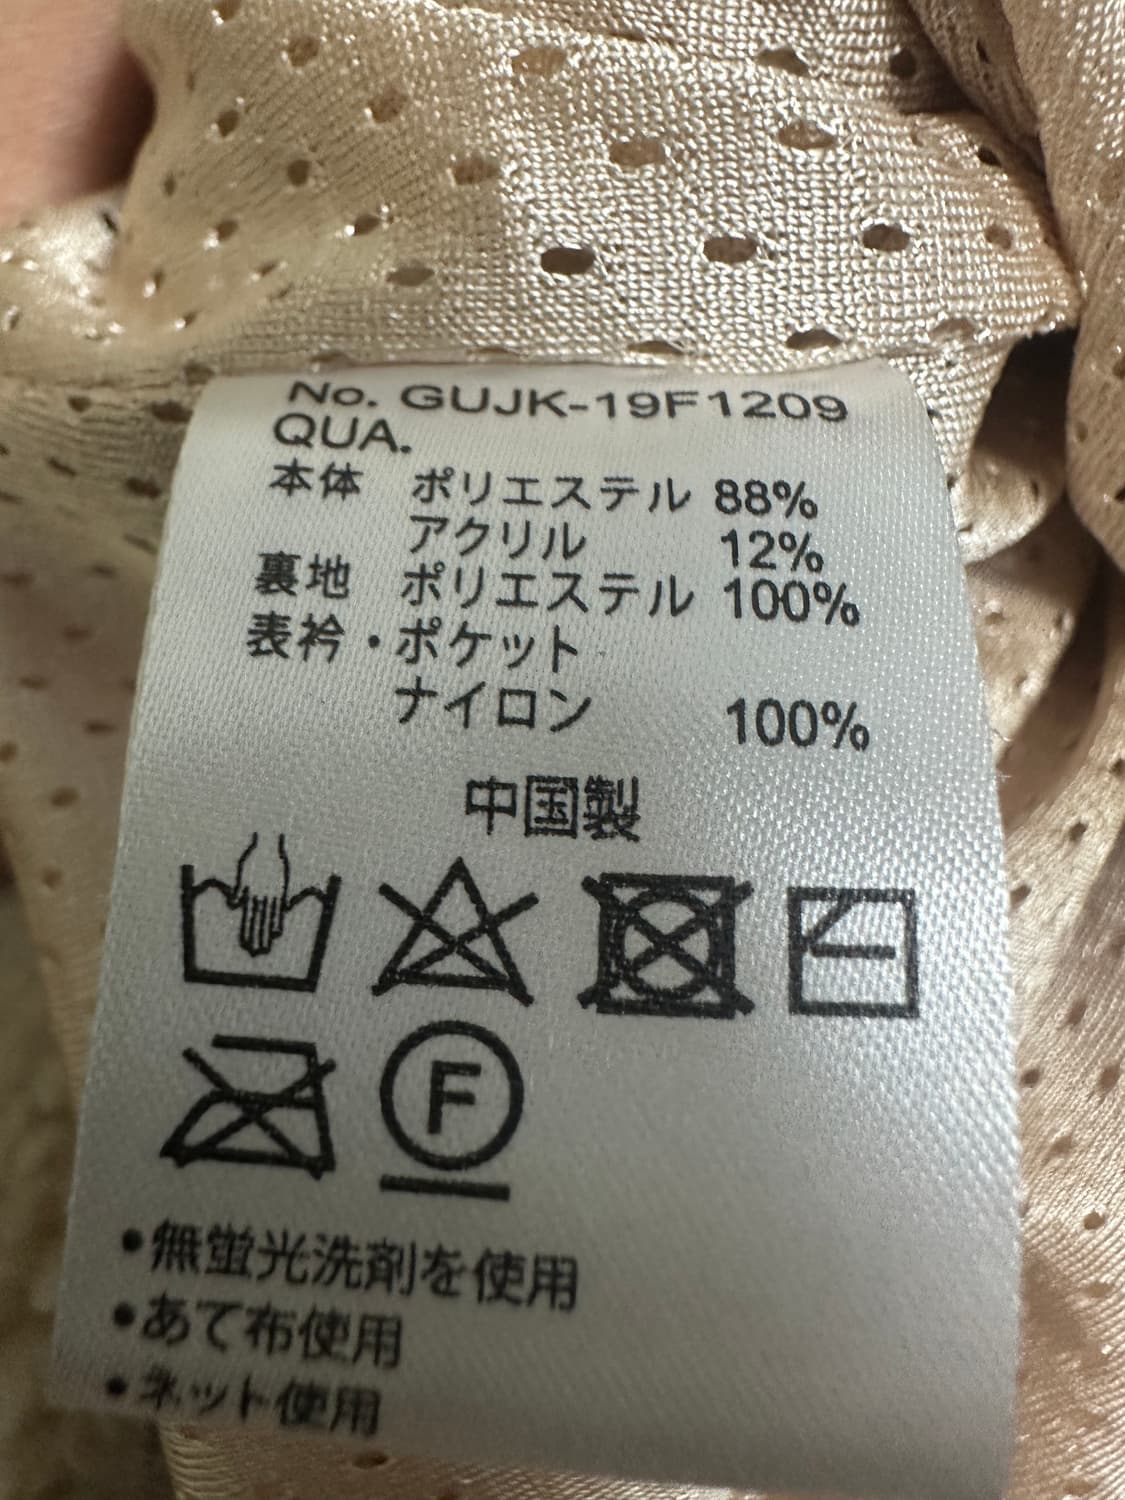 No. GUJK-19F1209
QUA.
本体 ポリエステル 88%
アクリル 12%
裏地 ポリエステル 100%
表衿・ポケット
ナイロン 100%
中国製
F
•無蛍光洗剤を使用
•あて布使用
•ネット使用